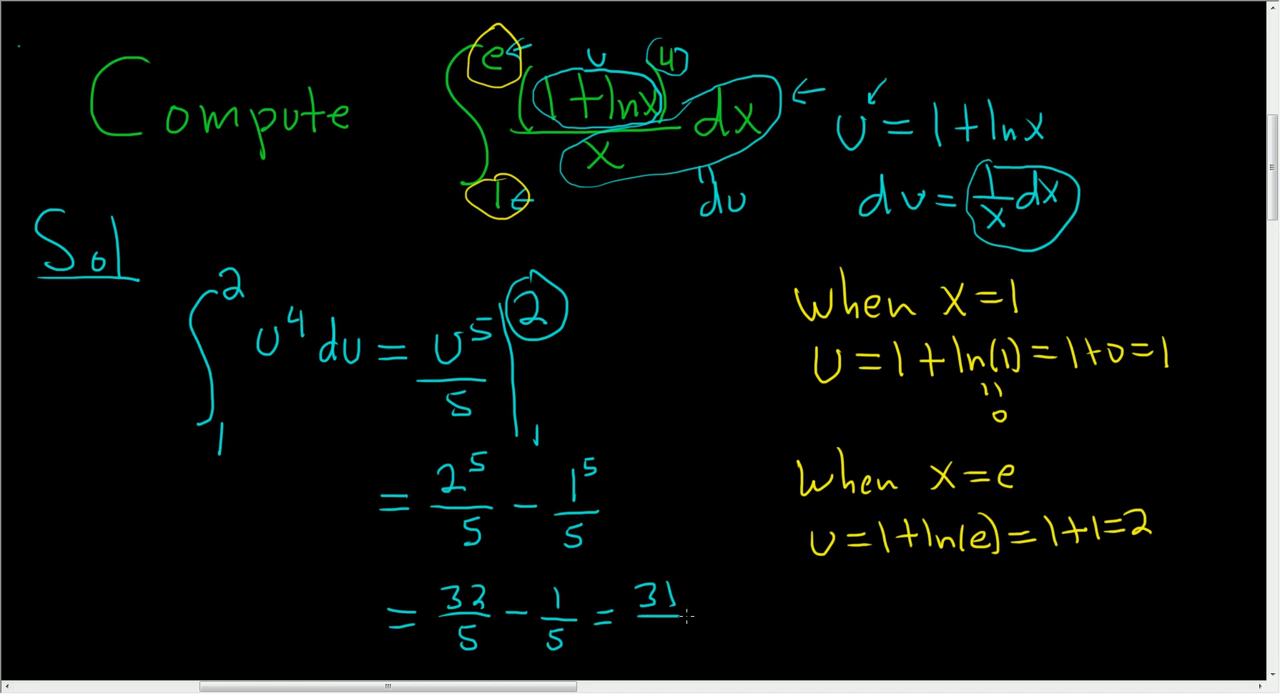 Compute ∫₁ᵉ (1+lnx)⁴/x dx
u
du
u = 1+lnx
du = 1/x dx
Sol
∫₁² u⁴ du = u⁵/5 |₁²
= 2⁵/5 − 1⁵/5
= 32/5 − 1/5 = 31
When x=1
u = 1+ln(1) = 1+0 = 1
"
0
When x=e
u = 1+ln(e) = 1+1=2